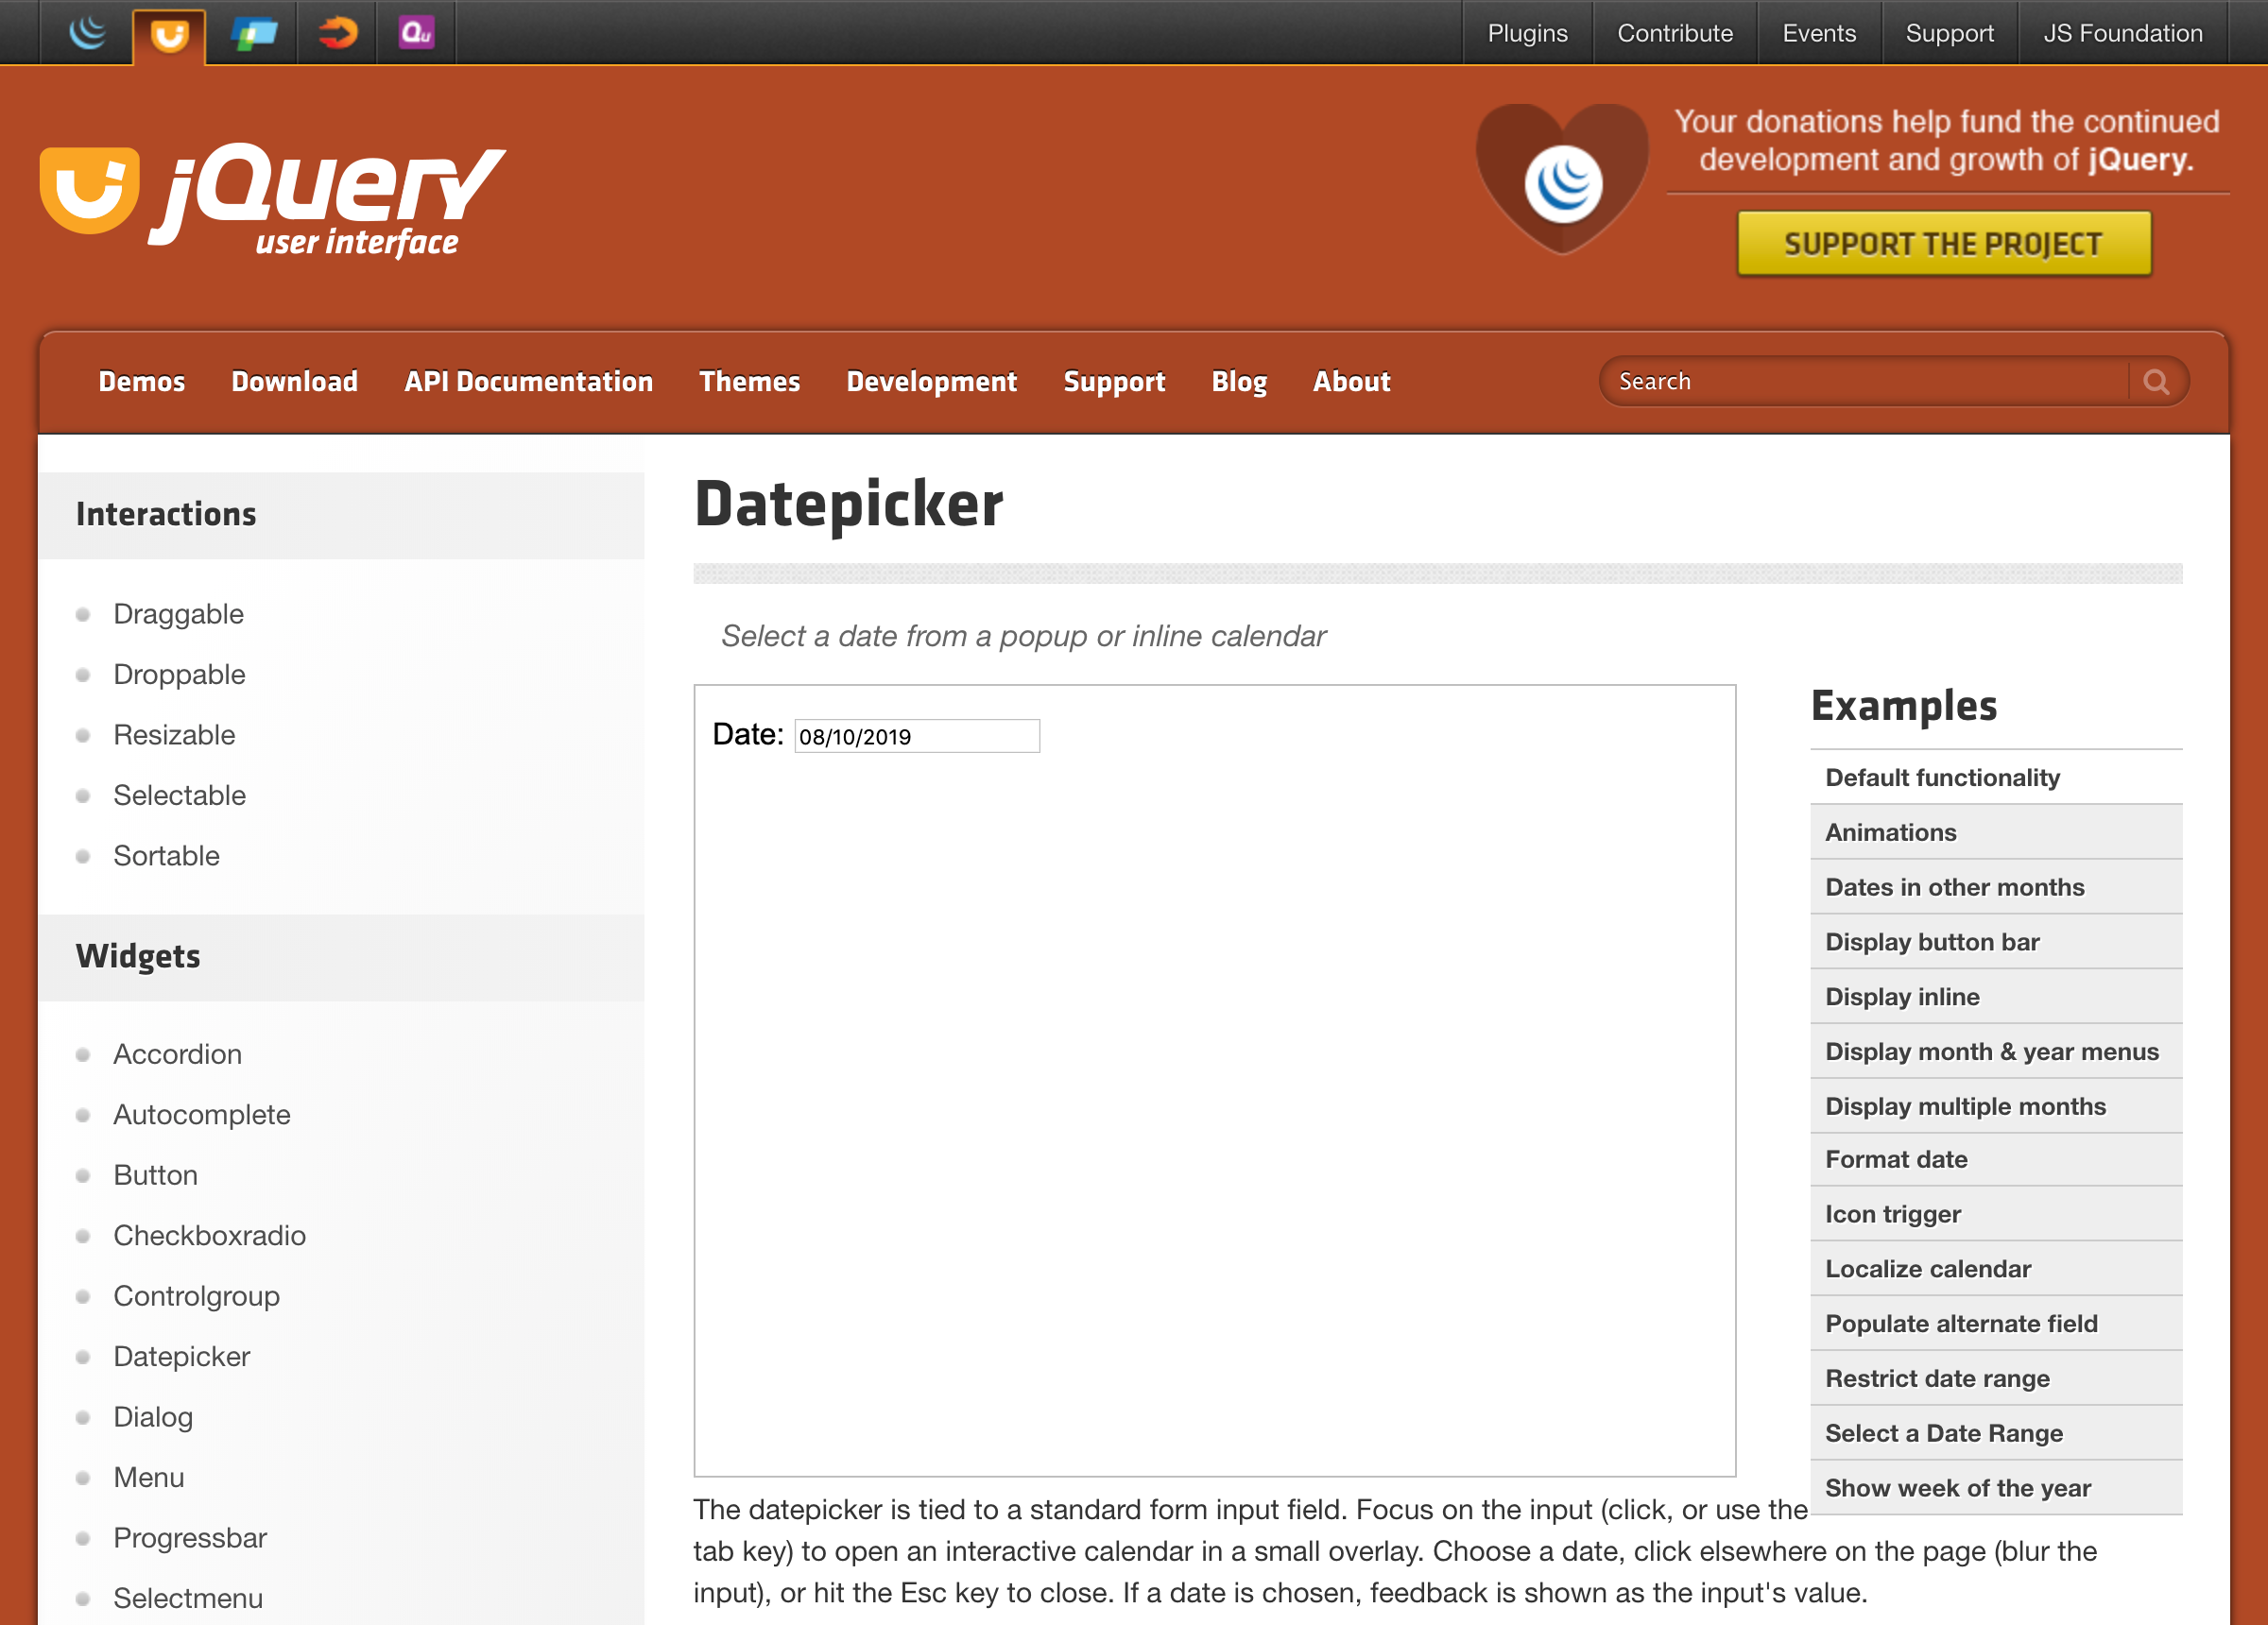 Qu
Plugins
Contribute
Events
Support
JS Foundation
jQuery
user interface
Your donations help fund the continued
development and growth of jQuery.
SUPPORT THE PROJECT
Demos
Download
API Documentation
Themes
Development
Support
Blog
About
Search
Interactions
Draggable
Droppable
Resizable
Selectable
Sortable
Widgets
Accordion
Autocomplete
Button
Checkboxradio
Controlgroup
Datepicker
Dialog
Menu
Progressbar
Selectmenu
Datepicker
Select a date from a popup or inline calendar
Date: 08/10/2019
Examples
Default functionality
Animations
Dates in other months
Display button bar
Display inline
Display month & year menus
Display multiple months
Format date
Icon trigger
Localize calendar
Populate alternate field
Restrict date range
Select a Date Range
Show week of the year
The datepicker is tied to a standard form input field. Focus on the input (click, or use the
tab key) to open an interactive calendar in a small overlay. Choose a date, click elsewhere on the page (blur the
input), or hit the Esc key to close. If a date is chosen, feedback is shown as the input's value.